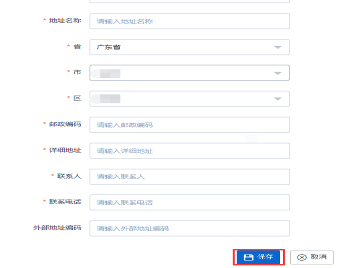 * 地址名称 请输入地址名称
* 省 广东省
* 市
* 区
* 邮政编码 请输入邮政编码
* 详细地址 请输入详细地址
* 联系人 请输入联系人
* 联系电话 请输入联系电话
外部地址编码 请输入外部地址编码
保存 取消